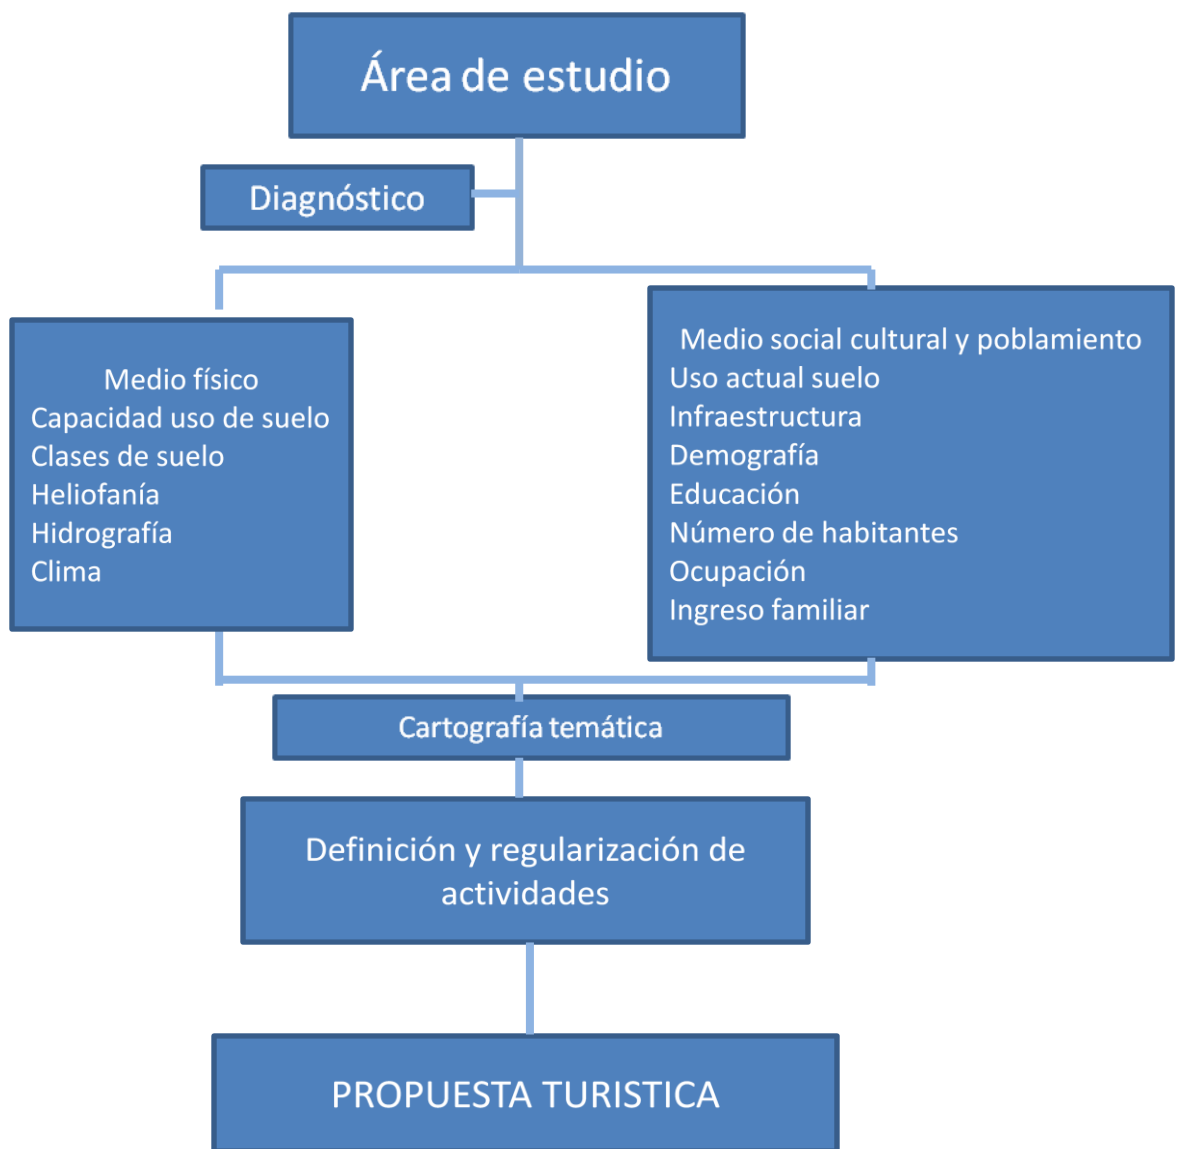 Área de estudio
Diagnóstico
Medio físico
Capacidad uso de suelo
Clases de suelo
Heliofanía
Hidrografía
Clima
Medio social cultural y poblamiento
Uso actual suelo
Infraestructura
Demografía
Educación
Número de habitantes
Ocupación
Ingreso familiar
Cartografía temática
Definición y regularización de
actividades
PROPUESTA TURISTICA